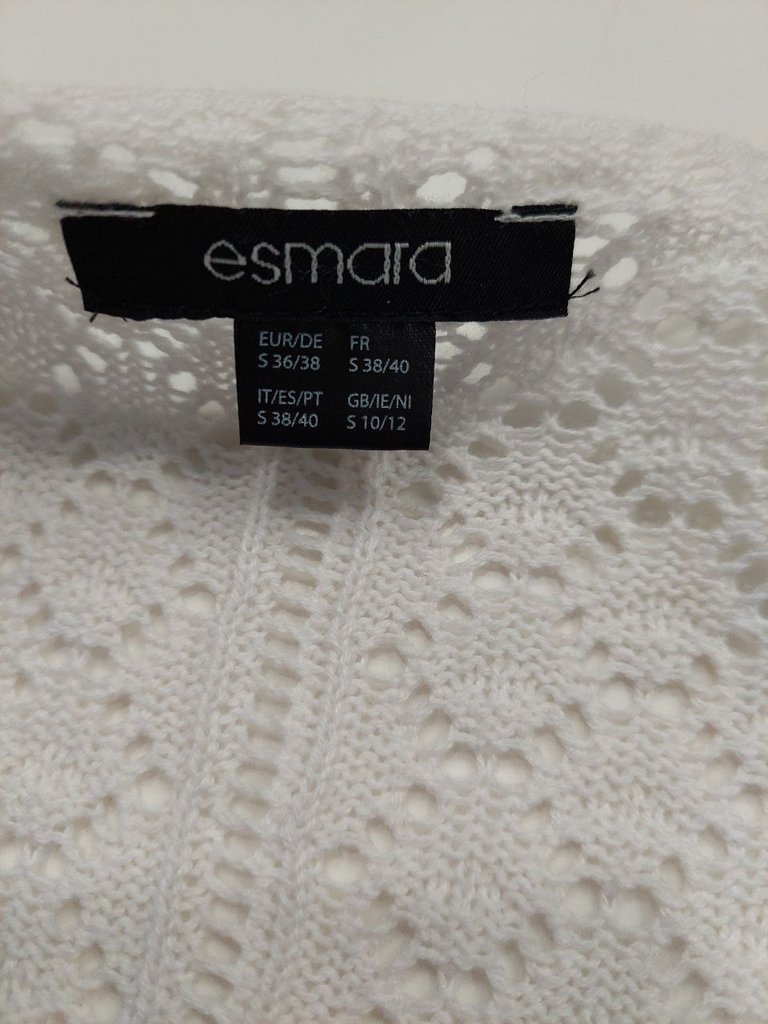 esmara
EUR/DE FR
S 36/38 S 38/40
IT/ES/PT GB/IE/NI
S 38/40 S 10/12